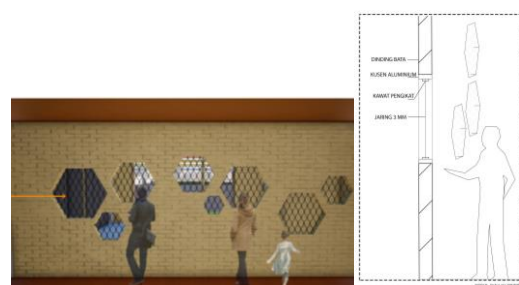 DINDING BATA
KUSEN ALUMINIUM
KAWAT PENGIKAT
JARING 3 MM